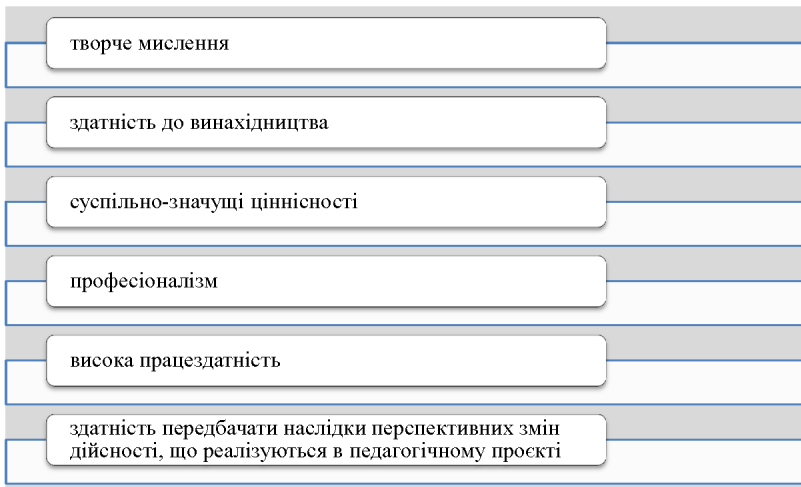 творче мислення
здатність до винахідництва
суспільно-значущі ціннісності
професіоналізм
висока працездатність
здатність передбачати наслідки перспективних змін
дійсності, що реалізуються в педагогічному проєкті